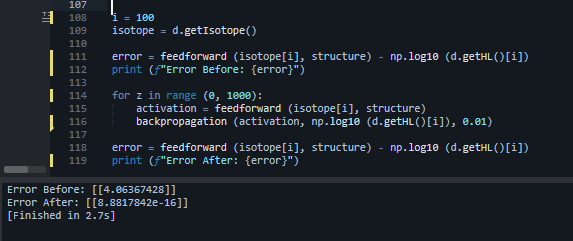 107
108 i = 100
109 isotope = d.getIsotope()
110
111 error = feedforward (isotope[i], structure) - np.log10 (d.getHL()[i])
112 print (f"Error Before: {error}")
113
114 for z in range (0, 1000):
115     activation = feedforward (isotope[i], structure)
116     backpropagation (activation, np.log10 (d.getHL()[i]), 0.01)
117
118 error = feedforward (isotope[i], structure) - np.log10 (d.getHL()[i])
119 print (f"Error After: {error}")
Error Before: [[4.06367428]]
Error After: [[8.8817842e-16]]
[Finished in 2.7s]